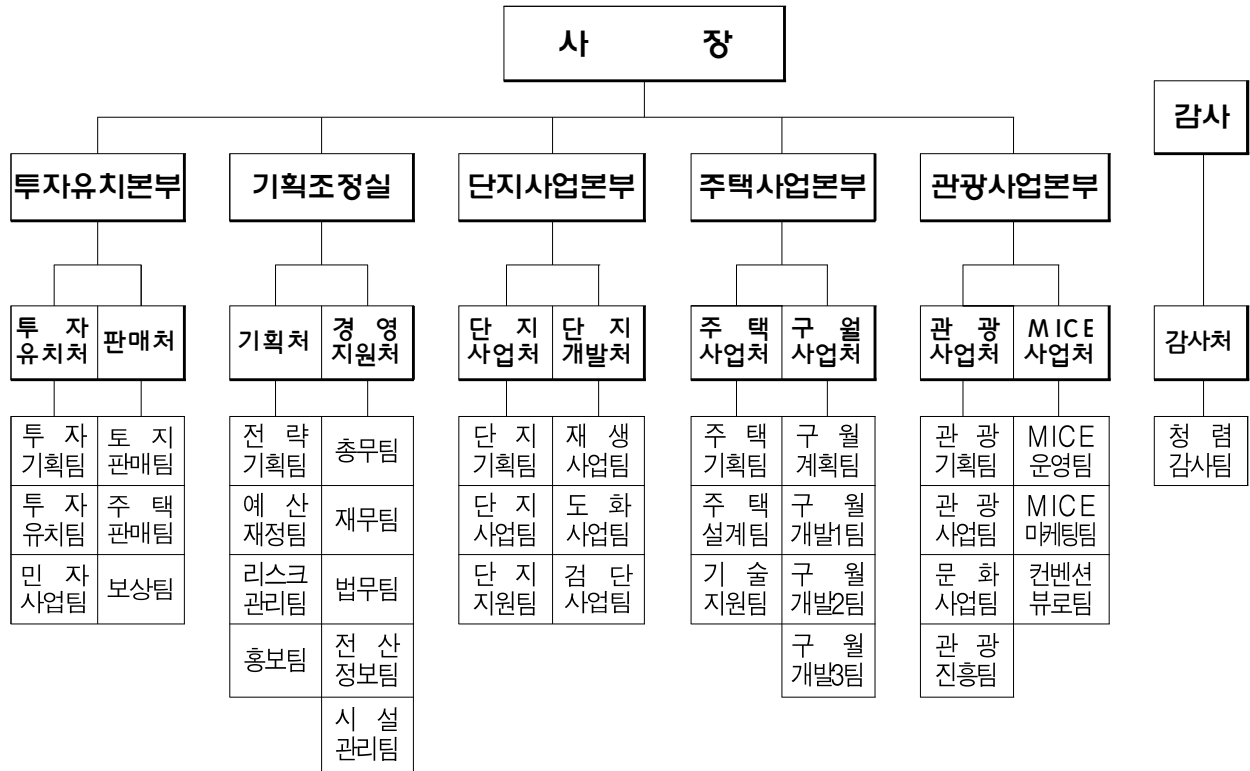 사 장
감사
투자유치본부 기획조정실 단지사업본부 주택사업본부 관광사업본부
투 자
유치처
판매처
기획처
경 영
지원처
단 지
사업처
단 지
개발처
주 택
사업처
구 월
사업처
관 광
사업처
MICE
사업처
감사처
투 자
기획팀
토 지
판매팀
전 략
기획팀
총무팀
단 지
기획팀
재 생
사업팀
주 택
기획팀
구 월
계획팀
관 광
기획팀
MICE
운영팀
청 렴
감사팀
투 자
유치팀
주 택
판매팀
예 산
재정팀
재무팀
단 지
사업팀
도 화
사업팀
주 택
설계팀
구 월
개발1팀
관 광
사업팀
MICE
마케팅팀
민 자
사업팀
보상팀
리스크
관리팀
법무팀
단 지
지원팀
검 단
사업팀
기 술
지원팀
구 월
개발2팀
문 화
사업팀
컨벤션
뷰로팀
홍보팀
전 산
정보팀
구 월
개발3팀
관 광
진흥팀
시 설
관리팀